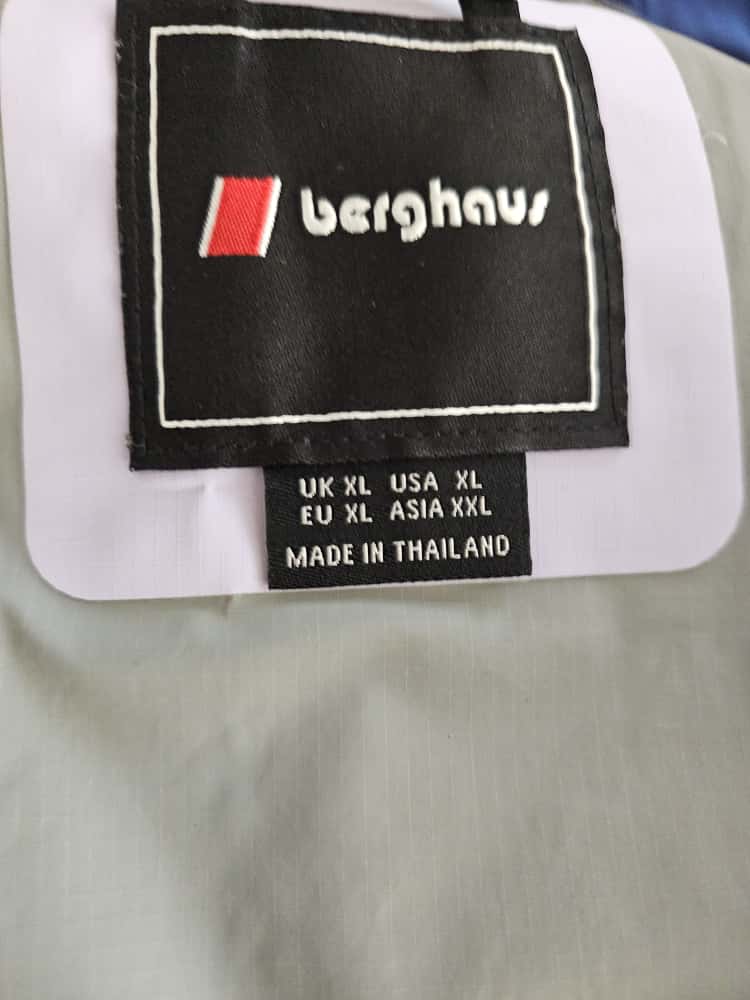 berghaus
UK XL USA XL
EU XL ASIA XXL
MADE IN THAILAND